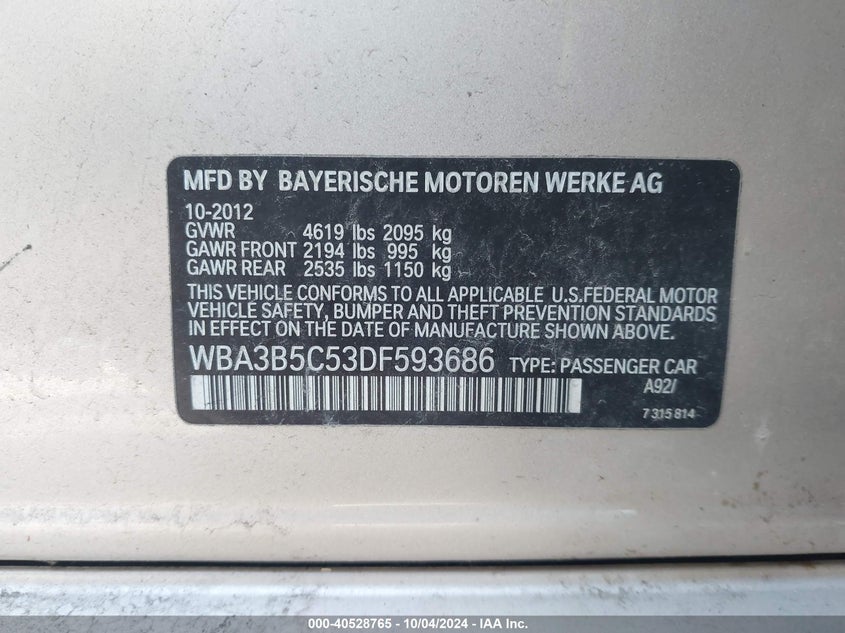 MFD BY BAYERISCHE MOTOREN WERKE AG
10-2012
GVWR 4619 lbs 2095 kg
GAWR FRONT 2194 lbs 995 kg
GAWR REAR 2535 lbs 1150 kg
THIS VEHICLE CONFORMS TO ALL APPLICABLE U.S.FEDERAL MOTOR
VEHICLE SAFETY, BUMPER AND THEFT PREVENTION STANDARDS
IN EFFECT ON THE DATE OF MANUFACTURE SHOWN ABOVE.
WBA3B5C53DF593686 TYPE: PASSENGER CAR
A92/
7 315 814
000-40528765 - 10/04/2024 - IAA Inc.